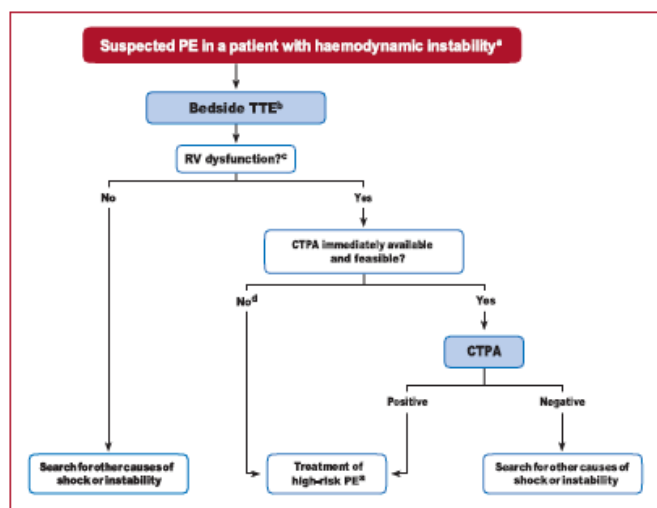 Suspected PE in a patient with haemodynamic instabilityᵃ
Bedside TTEᵇ
RV dysfunction?ᶜ
No
Yes
CTPA immediately available
and feasible?
Noᵈ
Yes
CTPA
Positive
Negative
Search for other causes of
shock or instability
Treatment of
high-risk PEᵃ
Search for other causes of
shock or instability